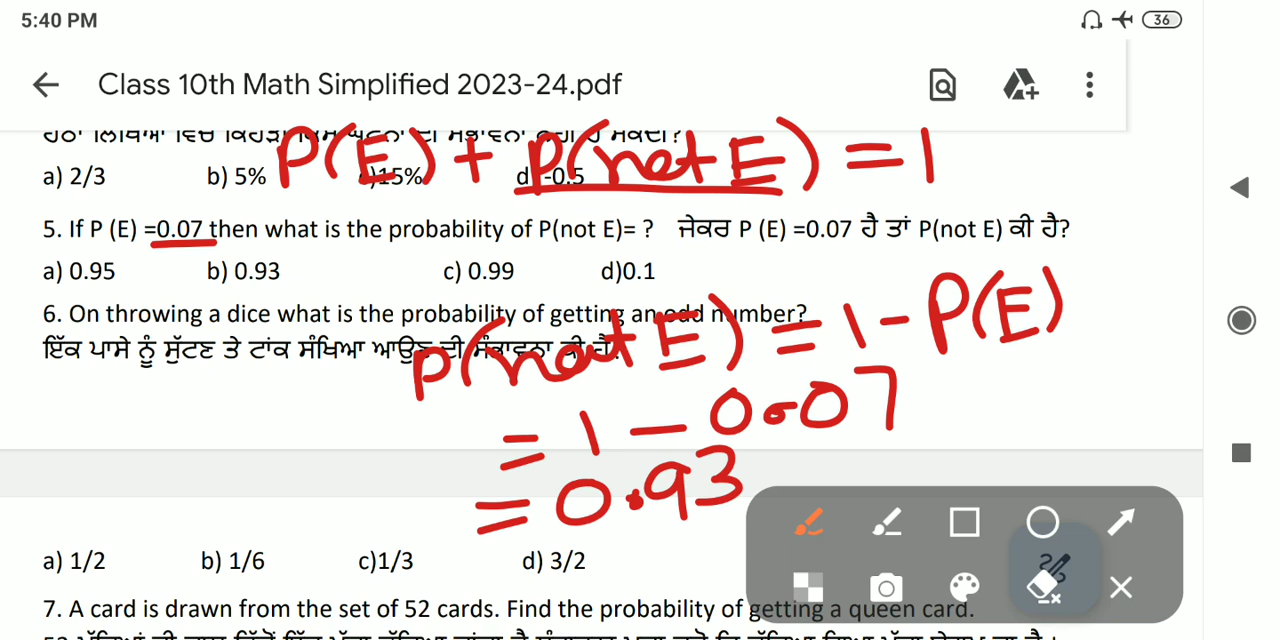 5:40 PM
36
Class 10th Math Simplified 2023-24.pdf
P(E) + P(not E) = 1
a) 2/3 b) 5% c)15% d) -0.5
5. If P (E) =0.07 then what is the probability of P(not E)= ? ਜੇਕਰ P (E) =0.07 ਹੈ ਤਾਂ P(not E) ਕੀ ਹੈ?
a) 0.95 b) 0.93 c) 0.99 d)0.1
6. On throwing a dice what is the probability of getting an odd number?
ਇੱਕ ਪਾਸੇ ਨੂੰ ਸੁੱਟਣ ਤੇ ਟਾਂਕ ਸੰਖਿਆ ਆਉਣ ਦੀ ਸੰਭਾਵਨਾ ਕੀ ਹੈ?
P(not E) = 1 - P(E)
= 1 - 0.07
= 0.93
a) 1/2 b) 1/6 c)1/3 d) 3/2
7. A card is drawn from the set of 52 cards. Find the probability of getting a queen card.